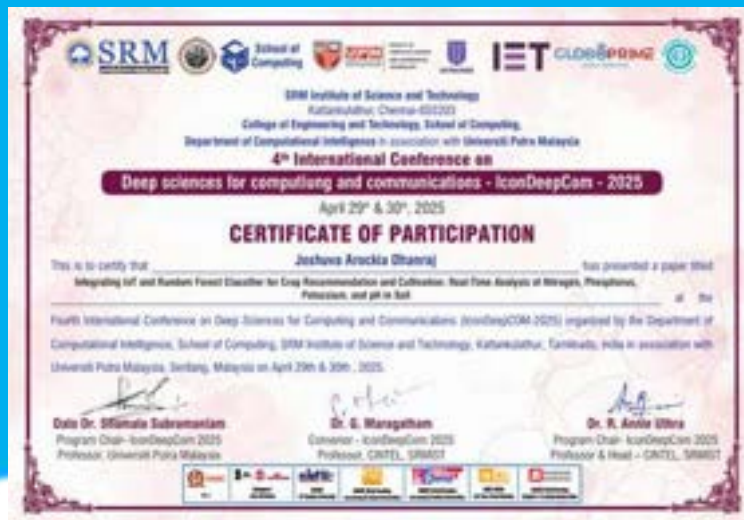 SRM
School of
Computing
UPM
IET
GLOBEPRIME
SRM Institute of Science and Technology
Kattankulathur, Chennai-603203
College of Engineering and Technology, School of Computing,
Department of Computational Intelligence in association with Universiti Putra Malaysia
4th International Conference on
Deep sciences for computiung and communications - IconDeepCom - 2025
April 29th & 30th, 2025
CERTIFICATE OF PARTICIPATION
This is to certify that Joshuva Arockia Dhanraj has presented a paper titled
Integrating IoT and Random Forest Classifier for Crop Recommendation and Cultivation: Real-Time Analysis of Nitrogen, Phosphorus,
Potassium, and pH in Soil at the
Fourth International Conference on Deep Sciences for Computing and Communications (IconDeepCOM-2025) organized by the Department of
Computational Intelligence, School of Computing, SRM Institute of Science and Technology, Kattankulathur, Tamilnadu, India in association with
Universiti Putra Malaysia, Serdang, Malaysia on April 29th & 30th, 2025.
Dato Dr. Shamala Subramaniam
Program Chair- IconDeepCom 2025
Professor, Universiti Putra Malaysia
Dr. G. Maragatham
Convenor - IconDeepCom 2025
Professor, CINTEL, SRMIST
Dr. R. Annie Uthra
Program Chair- IconDeepCom 2025
Professor & Head - CINTEL, SRMIST